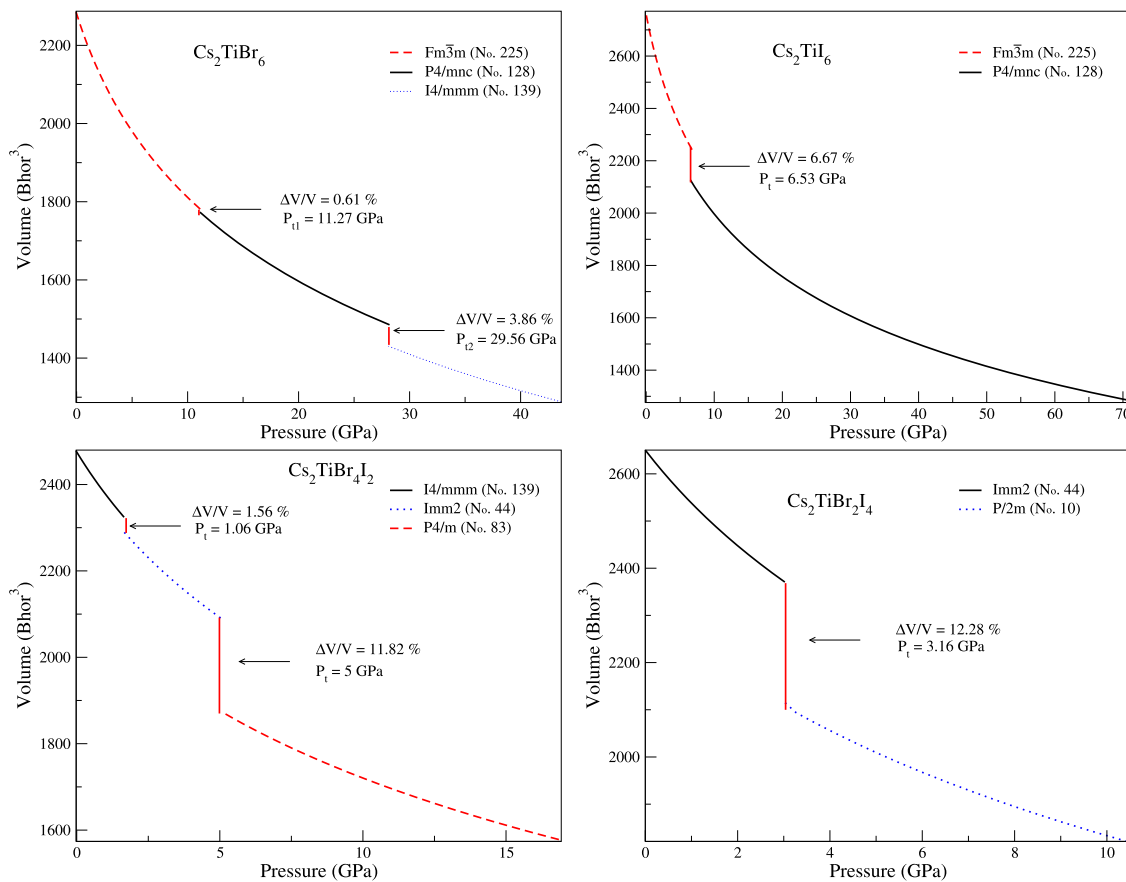 Cs2TiBr6
Fm3̅m (No. 225)
P4/mnc (No. 128)
I4/mmm (No. 139)
ΔV/V = 0.61 %
Pt1 = 11.27 GPa
ΔV/V = 3.86 %
Pt2 = 29.56 GPa
2200
2000
1800
1600
1400
Volume (Bhor3)
0 10 20 30 40
Pressure (GPa)
Cs2TiI6
Fm3̅m (No. 225)
P4/mnc (No. 128)
ΔV/V = 6.67 %
Pt = 6.53 GPa
2600
2400
2200
2000
1800
1600
1400
Volume (Bhor3)
0 10 20 30 40 50 60 70
Pressure (GPa)
Cs2TiBr4I2
I4/mmm (No. 139)
Imm2 (No. 44)
P4/m (No. 83)
ΔV/V = 1.56 %
Pt = 1.06 GPa
ΔV/V = 11.82 %
Pt = 5 GPa
2400
2200
2000
1800
1600
Volume (Bhor3)
0 5 10 15
Pressure (GPa)
Cs2TiBr2I4
Imm2 (No. 44)
P/2m (No. 10)
ΔV/V = 12.28 %
Pt = 3.16 GPa
2600
2400
2200
2000
Volume (Bhor3)
0 2 4 6 8 10
Pressure (GPa)